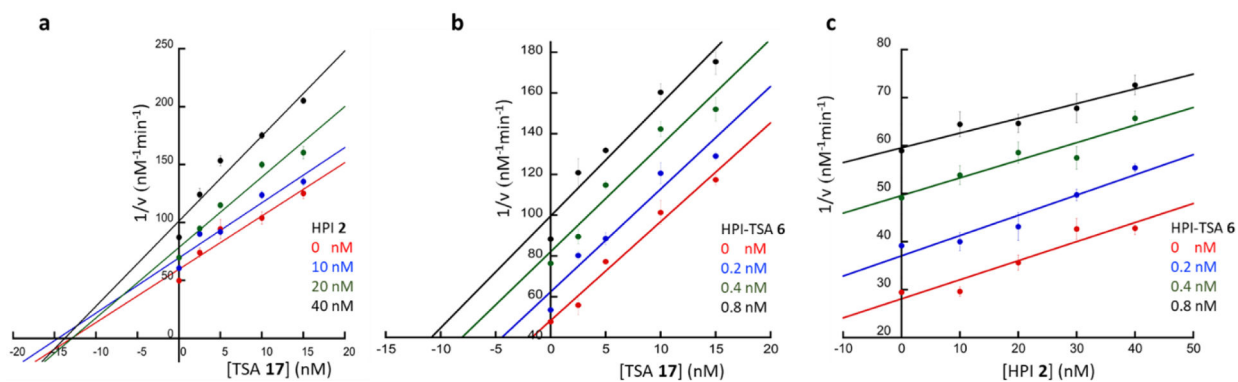 a
1/v (nM⁻¹min⁻¹)
250
200
150
100
50
0
HPI 2
0 nM
10 nM
20 nM
40 nM
-20 -15 -10 -5 0 5 10 15 20
[TSA 17] (nM)
b
1/v (nM⁻¹min⁻¹)
180
160
140
120
100
80
60
40
HPI-TSA 6
0 nM
0.2 nM
0.4 nM
0.8 nM
-15 -10 -5 0 5 10 15 20
[TSA 17] (nM)
c
1/v (nM⁻¹min⁻¹)
80
70
60
50
40
30
20
HPI-TSA 6
0 nM
0.2 nM
0.4 nM
0.8 nM
-10 0 10 20 30 40 50
[HPI 2] (nM)